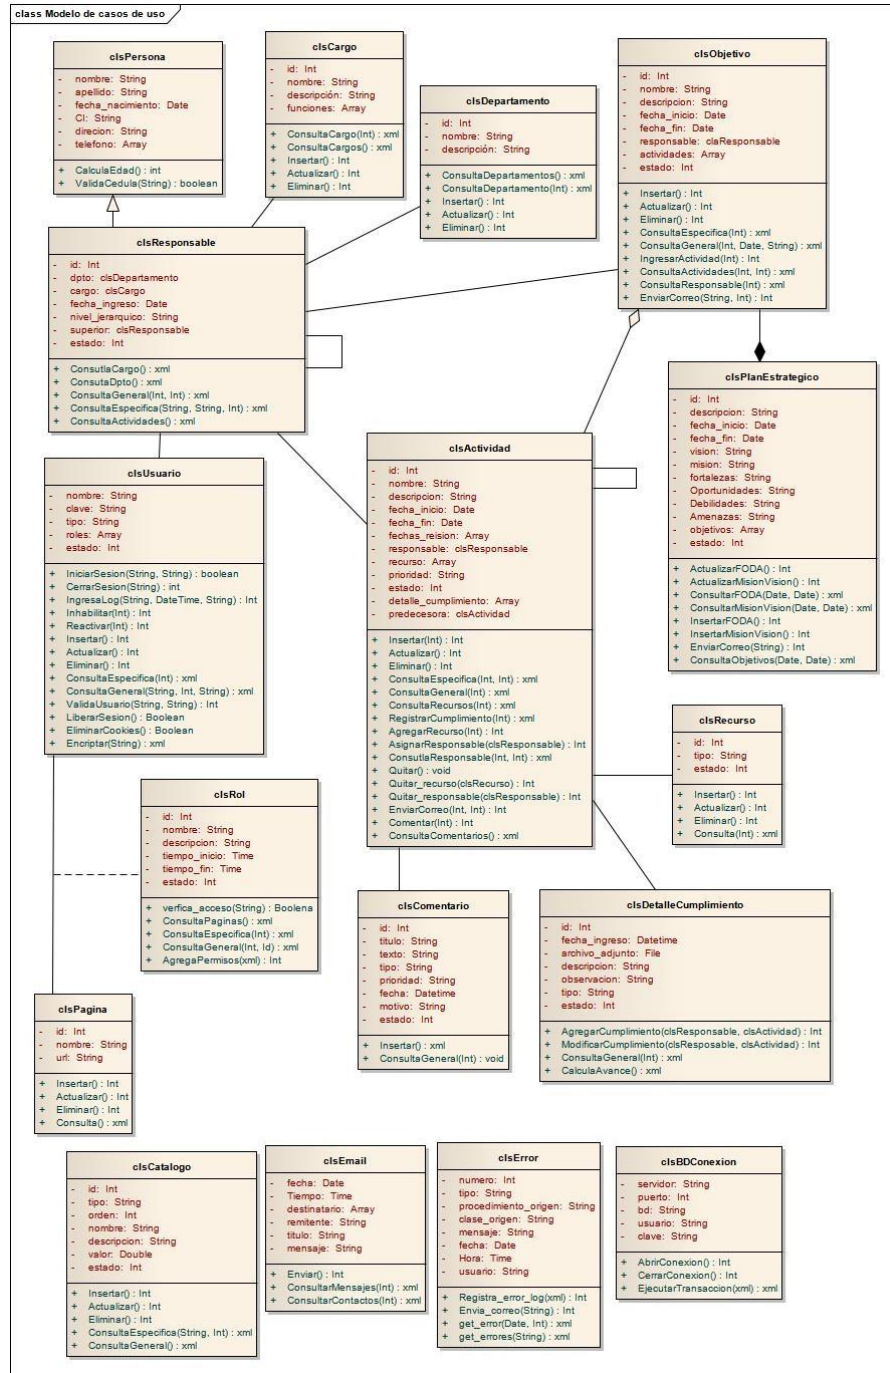 class Modelo de casos de uso
clsPersona
- nombre: String
- apellido: String
- fecha_nacimiento: Date
- CI: String
- direcion: String
- telefono: Array
+ CalculaEdad() : int
+ ValidaCedula(String) : boolean
clsCargo
- id: Int
- nombre: String
- descripción: String
- funciones: Array
+ ConsultaCargo(Int) : xml
+ ConsultaCargos() : xml
+ Insertar() : Int
+ Actualizar() : Int
+ Eliminar() : Int
clsDepartamento
- id: Int
- nombre: String
- descripción: String
+ ConsultaDepartamentos() : xml
+ ConsultaDepartamento(Int) : xml
+ Insertar() : Int
+ Actualizar() : Int
+ Eliminar() : Int
clsObjetivo
- id: Int
- nombre: String
- descripcion: String
- fecha_inicio: Date
- fecha_fin: Date
- responsable: claResponsable
- actividades: Array
- estado: Int
+ Insertar() : Int
+ Actualizar() : Int
+ Eliminar() : Int
+ ConsultaEspecifica(Int) : xml
+ ConsultaGeneral(Int, Date, String) : xml
+ IngresarActividad(Int) : Int
+ ConsultaActividades(Int, Int) : xml
+ ConsultaResponsable(Int) : Int
+ EnviarCorreo(String, Int) : Int
clsResponsable
- id: Int
- dpto: clsDepartamento
- cargo: clsCargo
- fecha_ingreso: Date
- nivel_jerarquico: String
- superior: clsResponsable
- estado: Int
+ ConsutlaCargo() : xml
+ ConsutaDpto() : xml
+ ConsultaGeneral(Int, Int) : xml
+ ConsultaEspecifica(String, String, Int) : xml
+ ConsultaActividades() : xml
clsPlanEstrategico
- id: Int
- descripcion: String
- fecha_inicio: Date
- fecha_fin: Date
- vision: String
- mision: String
- fortalezas: String
- Oportunidades: String
- Debilidades: String
- Amenazas: String
- objetivos: Array
- estado: Int
+ ActualizarFODA() : Int
+ ActualizarMisionVision() : Int
+ ConsultarFODA(Date, Date) : xml
+ ConsultarMisionVision(Date, Date) : xml
+ InsertarFODA() : Int
+ InsertarMisionVision() : Int
+ EnviarCorreo(String) : Int
+ ConsultaObjetivos(Date, Date) : xml
clsUsuario
- nombre: String
- clave: String
- tipo: String
- roles: Array
- estado: Int
+ IniciarSesion(String, String) : boolean
+ CerrarSesion(String) : int
+ IngresaLog(String, DateTime, String) : Int
+ Inhabilitar(Int) : Int
+ Reactivar(Int) : Int
+ Insertar() : Int
+ Actualizar() : Int
+ Eliminar() : Int
+ ConsultaEspecifica(Int) : xml
+ ConsultaGeneral(String, Int, String) : xml
+ ValidaUsuario(String, String) : Int
+ LiberarSesion() : Boolean
+ EliminarCookies() : Boolean
+ Encriptar(String) : xml
clsActividad
- id: Int
- nombre: String
- descripcion: String
- fecha_inicio: Date
- fecha_fin: Date
- fechas_reision: Array
- responsable: clsResponsable
- recurso: Array
- prioridad: String
- estado: Int
- detalle_cumplimiento: Array
- predecesora: clsActividad
+ Insertar(Int) : Int
+ Actualizar() : Int
+ Eliminar() : Int
+ ConsultaEspecifica(Int, Int) : xml
+ ConsultaGeneral(Int) : xml
+ ConsultaRecursos(Int) : xml
+ RegistrarCumplimiento(Int) : xml
+ AgregarRecurso(Int) : Int
+ AsignarResponsable(clsResponsable) : Int
+ ConsutlaResponsable(Int, Int) : xml
+ Quitar() : void
+ Quitar_recurso(clsRecurso) : Int
+ Quitar_responsable(clsResponsable) : Int
+ EnviarCorreo(Int, Int) : Int
+ Comentar(Int) : Int
+ ConsultaComentarios() : xml
clsRecurso
- id: Int
- tipo: String
- estado: Int
+ Insertar() : Int
+ Actualizar() : Int
+ Eliminar() : Int
+ Consulta(Int) : xml
clsRol
- id: Int
- nombre: String
- descripcion: String
- tiempo_inicio: Time
- tiempo_fin: Time
- estado: Int
+ verfica_acceso(String) : Boolena
+ ConsultaPaginas() : xml
+ ConsultaEspecifica(Int) : xml
+ ConsultaGeneral(Int, Id) : xml
+ AgregaPermisos(xml) : Int
clsComentario
- id: Int
- titulo: String
- texto: String
- tipo: String
- prioridad: String
- fecha: Datetime
- motivo: String
- estado: Int
+ Insertar() : xml
+ ConsultaGeneral(Int) : void
clsDetalleCumplimiento
- id: Int
- fecha_ingreso: Datetime
- archivo_adjunto: File
- descripcion: String
- observacion: String
- tipo: String
- estado: Int
+ AgregarCumplimiento(clsResponsable, clsActividad) : Int
+ ModificarCumplimiento(clsResposable, clsActividad) : Int
+ ConsultaGeneral(Int) : xml
+ CalculaAvance() : xml
clsPagina
- id: Int
- nombre: String
- url: String
+ Insertar() : Int
+ Actualizar() : Int
+ Eliminar() : Int
+ Consulta() : xml
clsCatalogo
- id: Int
- tipo: String
- orden: Int
- nombre: String
- descripcion: String
- valor: Double
- estado: Int
+ Insertar() : Int
+ Actualizar() : Int
+ Eliminar() : Int
+ ConsultaEspecifica(String, Int) : xml
+ ConsultaGeneral() : xml
clsEmail
- fecha: Date
- Tiempo: Time
- destinatario: Array
- remitente: String
- titulo: String
- mensaje: String
+ Enviar() : Int
+ ConsultarMensajes() : xml
+ ConsultarContactos(Int) : xml
clsError
- numero: Int
- tipo: String
- procedimiento_origen: String
- clase_origen: String
- mensaje: String
- fecha: Date
- Hora: Time
- usuario: String
+ Registra_error_log(xml) : Int
+ Envia_correo(String) : Int
+ get_error(Date, Int) : xml
+ get_errores(String) : xml
clsBDConexion
- servidor: String
- puerto: Int
- bd: String
- usuario: String
- clave: String
+ AbrirConexion() : Int
+ CerrarConexion() : Int
+ EjecutarTransaccion(xml) : xml